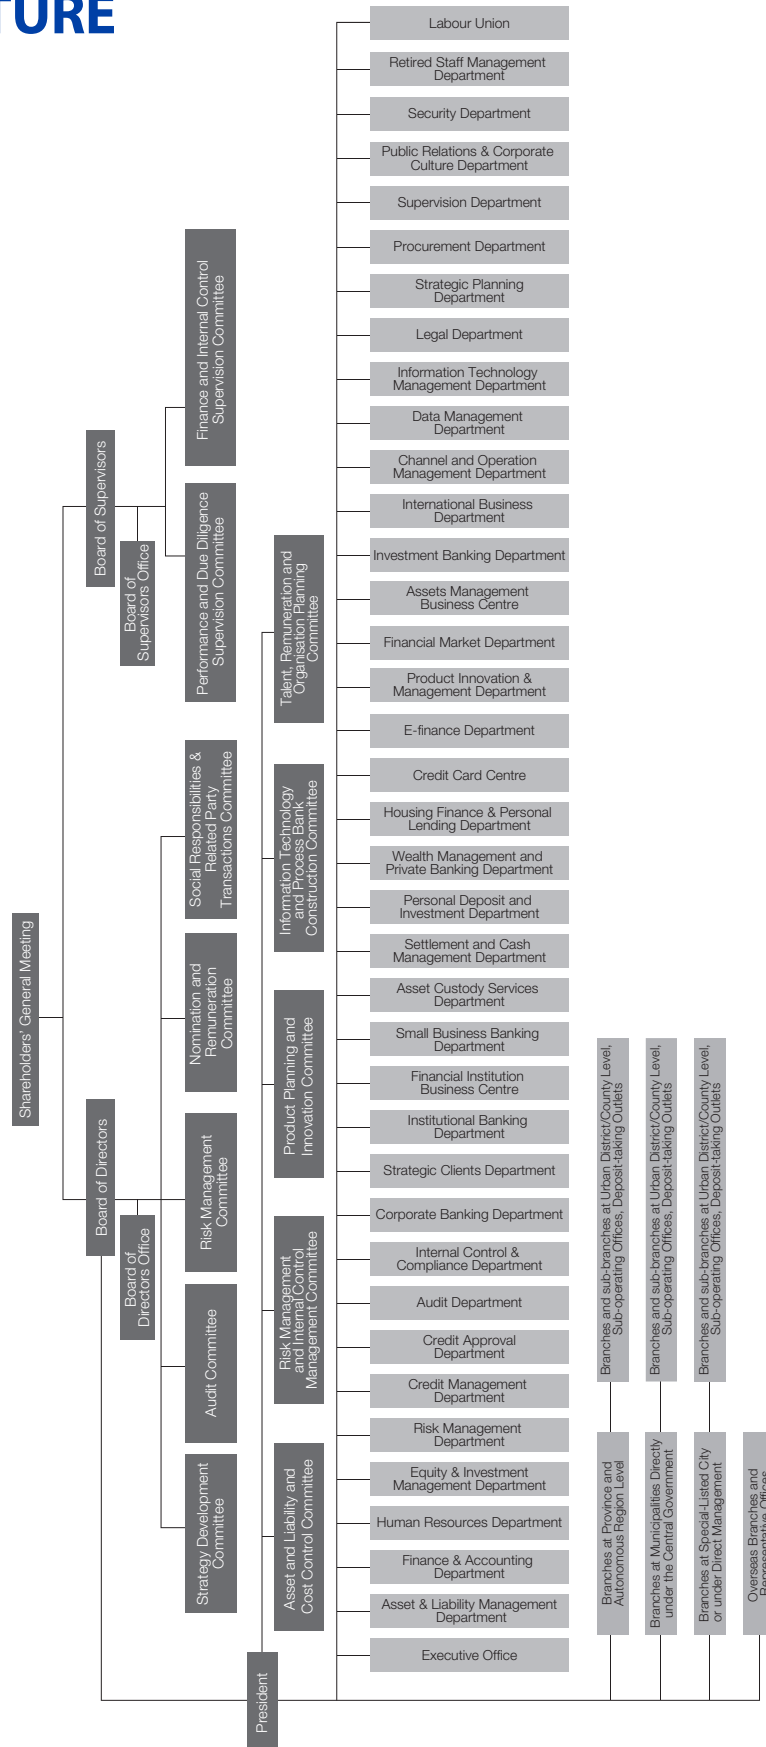 TURE
Shareholders' General Meeting
Board of Supervisors
Board of
Supervisors Office
Finance and Internal Control
Supervision Committee
Performance and Due Diligence
Supervision Committee
Board of Directors
Board of
Directors Office
Social Responsibilities &
Related Party
Transactions Committee
Nomination and
Remuneration
Committee
Risk Management
Committee
Audit Committee
Strategy Development
Committee
President
Talent, Remuneration and
Organisation Planning
Committee
Information Technology
and Process Bank
Construction Committee
Product Planning and
Innovation Committee
Risk Management
and Internal Control
Management Committee
Asset and Liability and
Cost Control Committee
Labour Union
Retired Staff Management
Department
Security Department
Public Relations & Corporate
Culture Department
Supervision Department
Procurement Department
Strategic Planning
Department
Legal Department
Information Technology
Management Department
Data Management
Department
Channel and Operation
Management Department
International Business
Department
Investment Banking Department
Assets Management
Business Centre
Financial Market Department
Product Innovation &
Management Department
E-finance Department
Credit Card Centre
Housing Finance & Personal
Lending Department
Wealth Management and
Private Banking Department
Personal Deposit and
Investment Department
Settlement and Cash
Management Department
Asset Custody Services
Department
Small Business Banking
Department
Financial Institution
Business Centre
Institutional Banking
Department
Strategic Clients Department
Corporate Banking Department
Internal Control &
Compliance Department
Audit Department
Credit Approval
Department
Credit Management
Department
Risk Management
Department
Equity & Investment
Management Department
Human Resources Department
Finance & Accounting
Department
Asset & Liability Management
Department
Executive Office
Branches and sub-branches at Urban District/County Level,
Sub-operating Offices, Deposit-taking Outlets
Branches at Province and
Autonomous Region Level
Branches and sub-branches at Urban District/County Level,
Sub-operating Offices, Deposit-taking Outlets
Branches at Municipalities Directly
under the Central Government
Branches and sub-branches at Urban District/County Level,
Sub-operating Offices, Deposit-taking Outlets
Branches at Special-Listed City
or under Direct Management
Overseas Branches and
Representative Offices